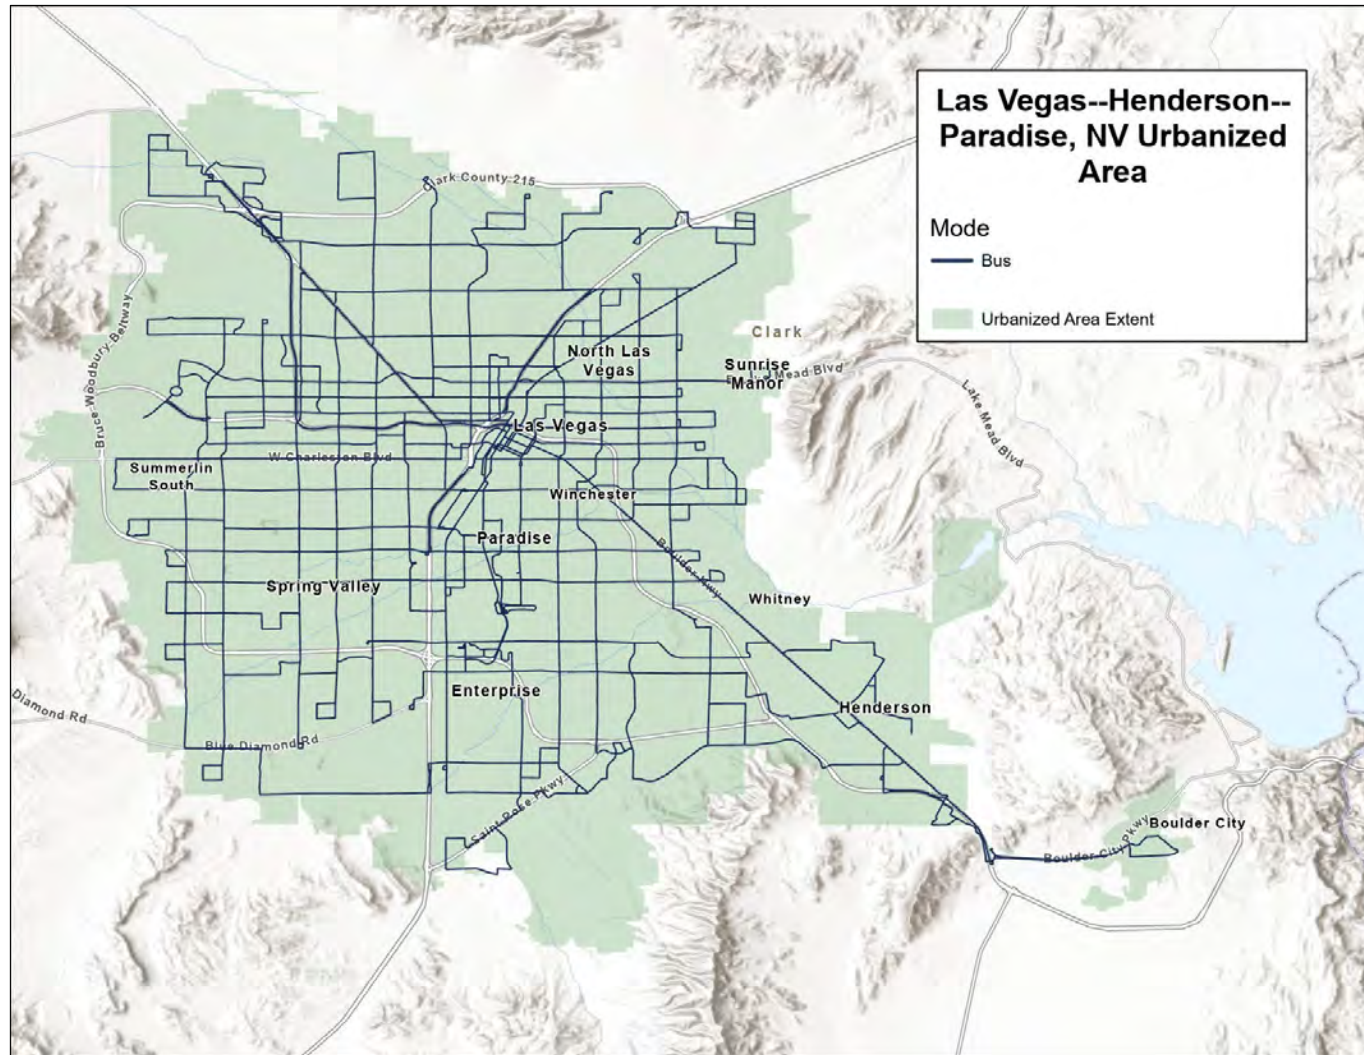 Las Vegas--Henderson--
Paradise, NV Urbanized
Area
Mode
Bus
Urbanized Area Extent
Clark County 215
Bruce Woodbury Beltway
Clark
North Las
Vegas
Sunrise
Manor
Mead Blvd
Lake Mead Blvd
Las Vegas
W Charleston Blvd
Summerlin
South
Winchester
Paradise
Boulder Hwy
Spring Valley
Whitney
Enterprise
Henderson
Diamond Rd
Blue Diamond Rd
Saint Rose Pkwy
Boulder City
Boulder City Pkwy